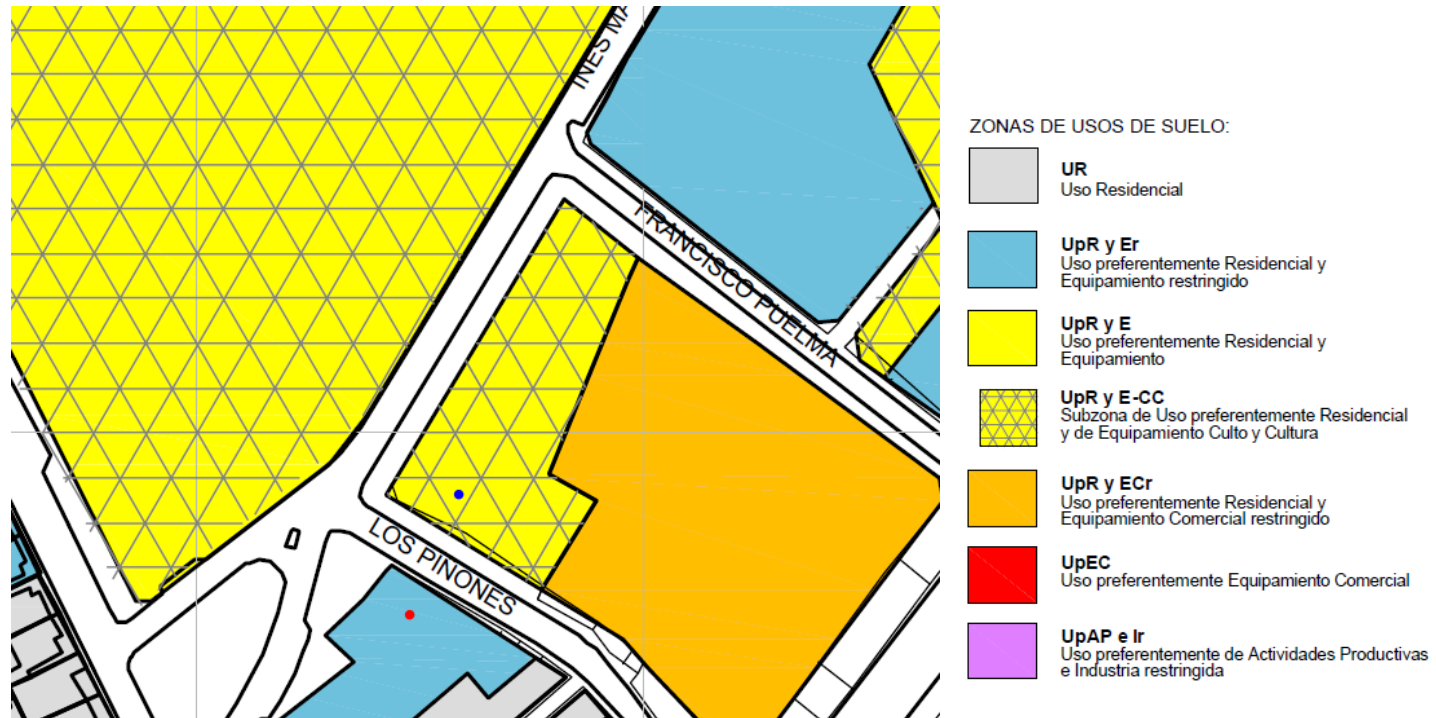 INES MA
FRANCISCO PUELMA
LOS PINONES
ZONAS DE USOS DE SUELO:
UR
Uso Residencial
UpR y Er
Uso preferentemente Residencial y
Equipamiento restringido
UpR y E
Uso preferentemente Residencial y
Equipamiento
UpR y E-CC
Subzona de Uso preferentemente Residencial
y de Equipamiento Culto y Cultura
UpR y ECr
Uso preferentemente Residencial y
Equipamiento Comercial restringido
UpEC
Uso preferentemente Equipamiento Comercial
UpAP e Ir
Uso preferentemente de Actividades Productivas
e Industria restringida